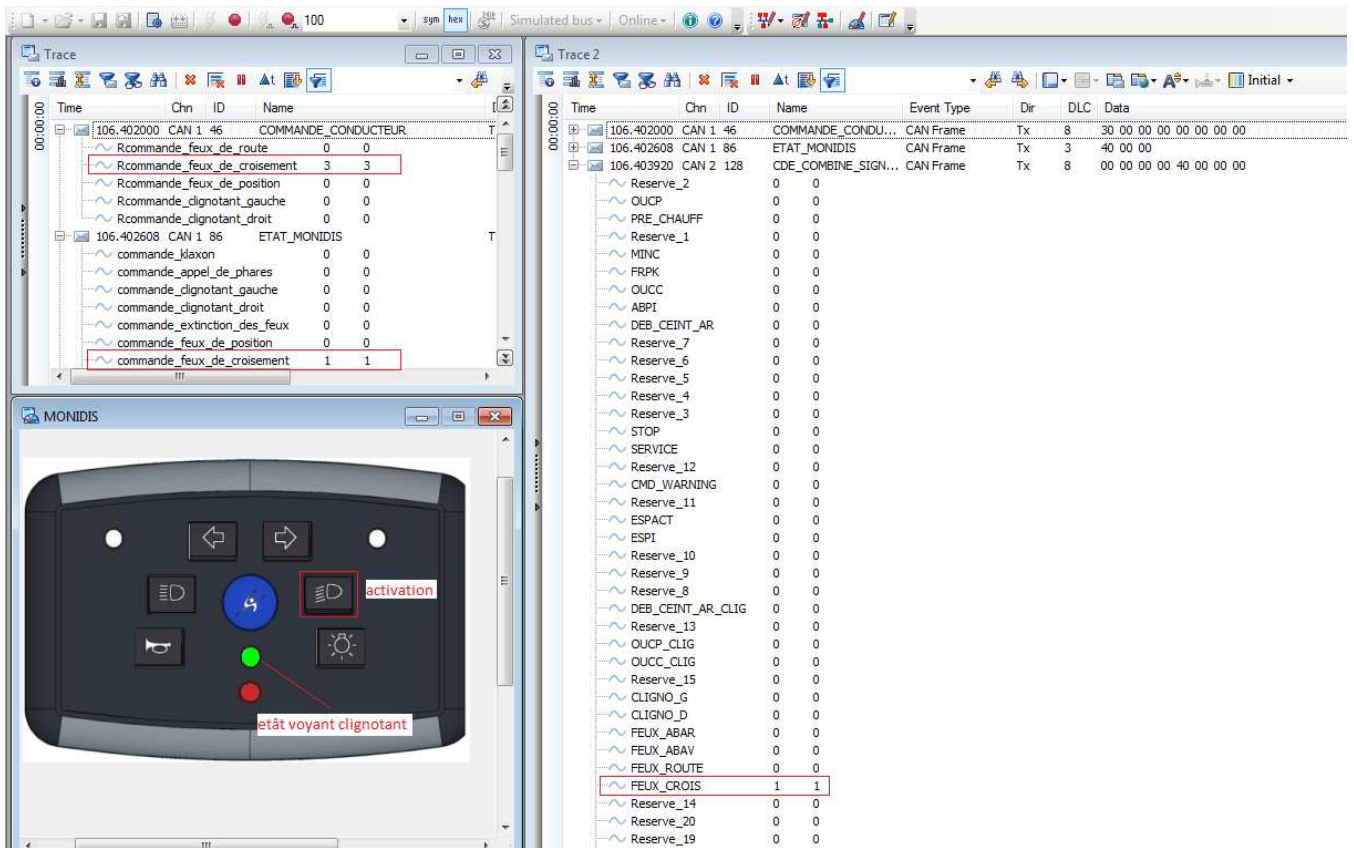 100 sym hex Simulated bus Online
Trace
At
Time Chn ID Name
00:00:00
106.402000 CAN 1 46 COMMANDE_CONDUCTEUR T
Rcommande_feux_de_route 0 0
Rcommande_feux_de_croisement 3 3
Rcommande_feux_de_position 0 0
Rcommande_clignotant_gauche 0 0
Rcommande_clignotant_droit 0 0
106.402608 CAN 1 86 ETAT_MONIDIS T
commande_klaxon 0 0
commande_appel_de_phares 0 0
commande_clignotant_gauche 0 0
commande_clignotant_droit 0 0
commande_extinction_des_feux 0 0
commande_feux_de_position 0 0
commande_feux_de_croisement 1 1
MONIDIS
activation
etât voyant clignotant
Trace 2
At Initial
Time Chn ID Name Event Type Dir DLC Data
00:00:00
106.402000 CAN 1 46 COMMANDE_CONDU... CAN Frame Tx 8 30 00 00 00 00 00 00 00
106.402608 CAN 1 86 ETAT_MONIDIS CAN Frame Tx 3 40 00 00
106.403920 CAN 2 128 CDE_COMBINE_SIGN... CAN Frame Tx 8 00 00 00 00 40 00 00 00
Reserve_2 0 0
OUCP 0 0
PRE_CHAUFF 0 0
Reserve_1 0 0
MINC 0 0
FRPK 0 0
OUCC 0 0
ABPI 0 0
DEB_CEINT_AR 0 0
Reserve_7 0 0
Reserve_6 0 0
Reserve_5 0 0
Reserve_4 0 0
Reserve_3 0 0
STOP 0 0
SERVICE 0 0
Reserve_12 0 0
CMD_WARNING 0 0
Reserve_11 0 0
ESPACT 0 0
ESPI 0 0
Reserve_10 0 0
Reserve_9 0 0
Reserve_8 0 0
DEB_CEINT_AR_CLIG 0 0
Reserve_13 0 0
OUCP_CLIG 0 0
OUCC_CLIG 0 0
Reserve_15 0 0
CLIGNO_G 0 0
CLIGNO_D 0 0
FEUX_ABAR 0 0
FEUX_ABAV 0 0
FEUX_ROUTE 0 0
FEUX_CROIS 1 1
Reserve_14 0 0
Reserve_20 0 0
Reserve_19 0 0